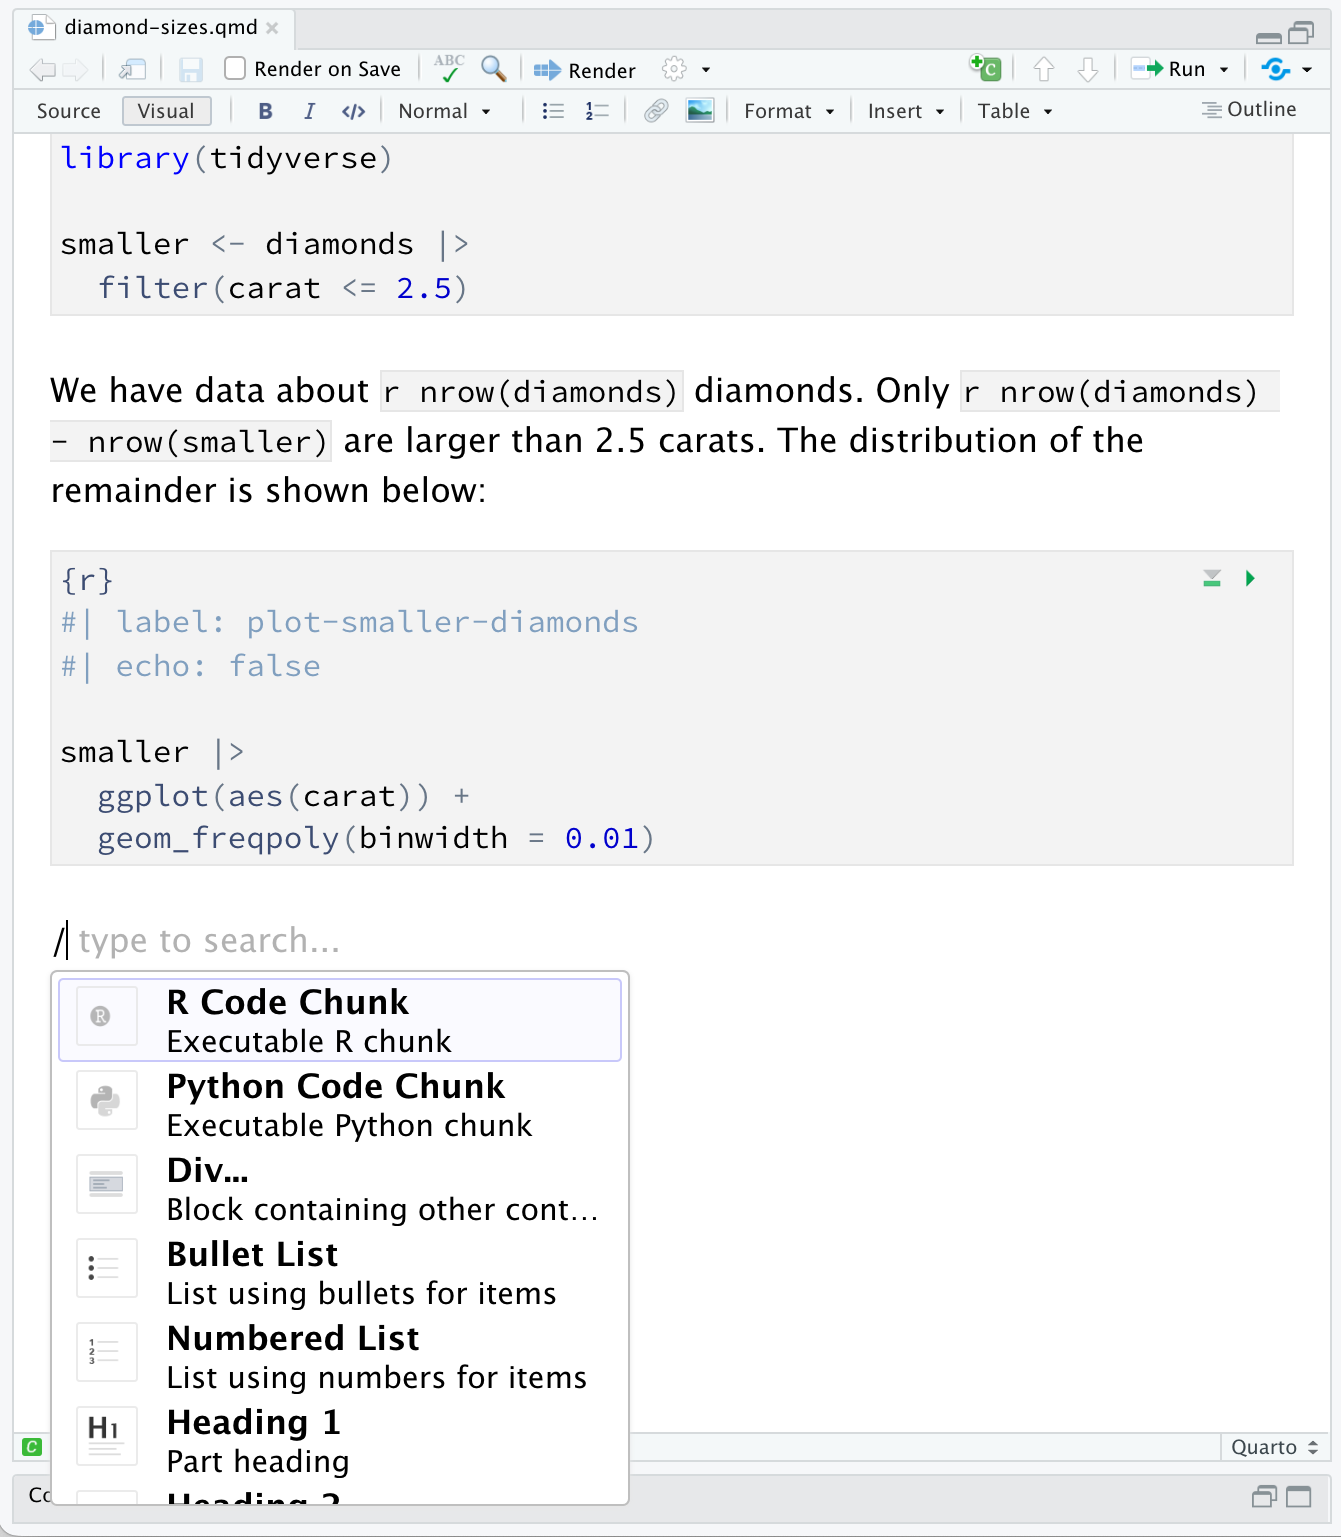 diamond-sizes.qmd
Render on Save ABC Render Run
Source Visual B I </> Normal Format Insert Table Outline
library(tidyverse)
smaller <- diamonds |>
filter(carat <= 2.5)
We have data about r nrow(diamonds) diamonds. Only r nrow(diamonds)
- nrow(smaller) are larger than 2.5 carats. The distribution of the
remainder is shown below:
{r}
#| label: plot-smaller-diamonds
#| echo: false
smaller |>
ggplot(aes(carat)) +
geom_freqpoly(binwidth = 0.01)
/ type to search...
R Code Chunk
Executable R chunk
Python Code Chunk
Executable Python chunk
Div...
Block containing other cont...
Bullet List
List using bullets for items
Numbered List
List using numbers for items
H1 Heading 1
Part heading
Heading 2
C Quarto